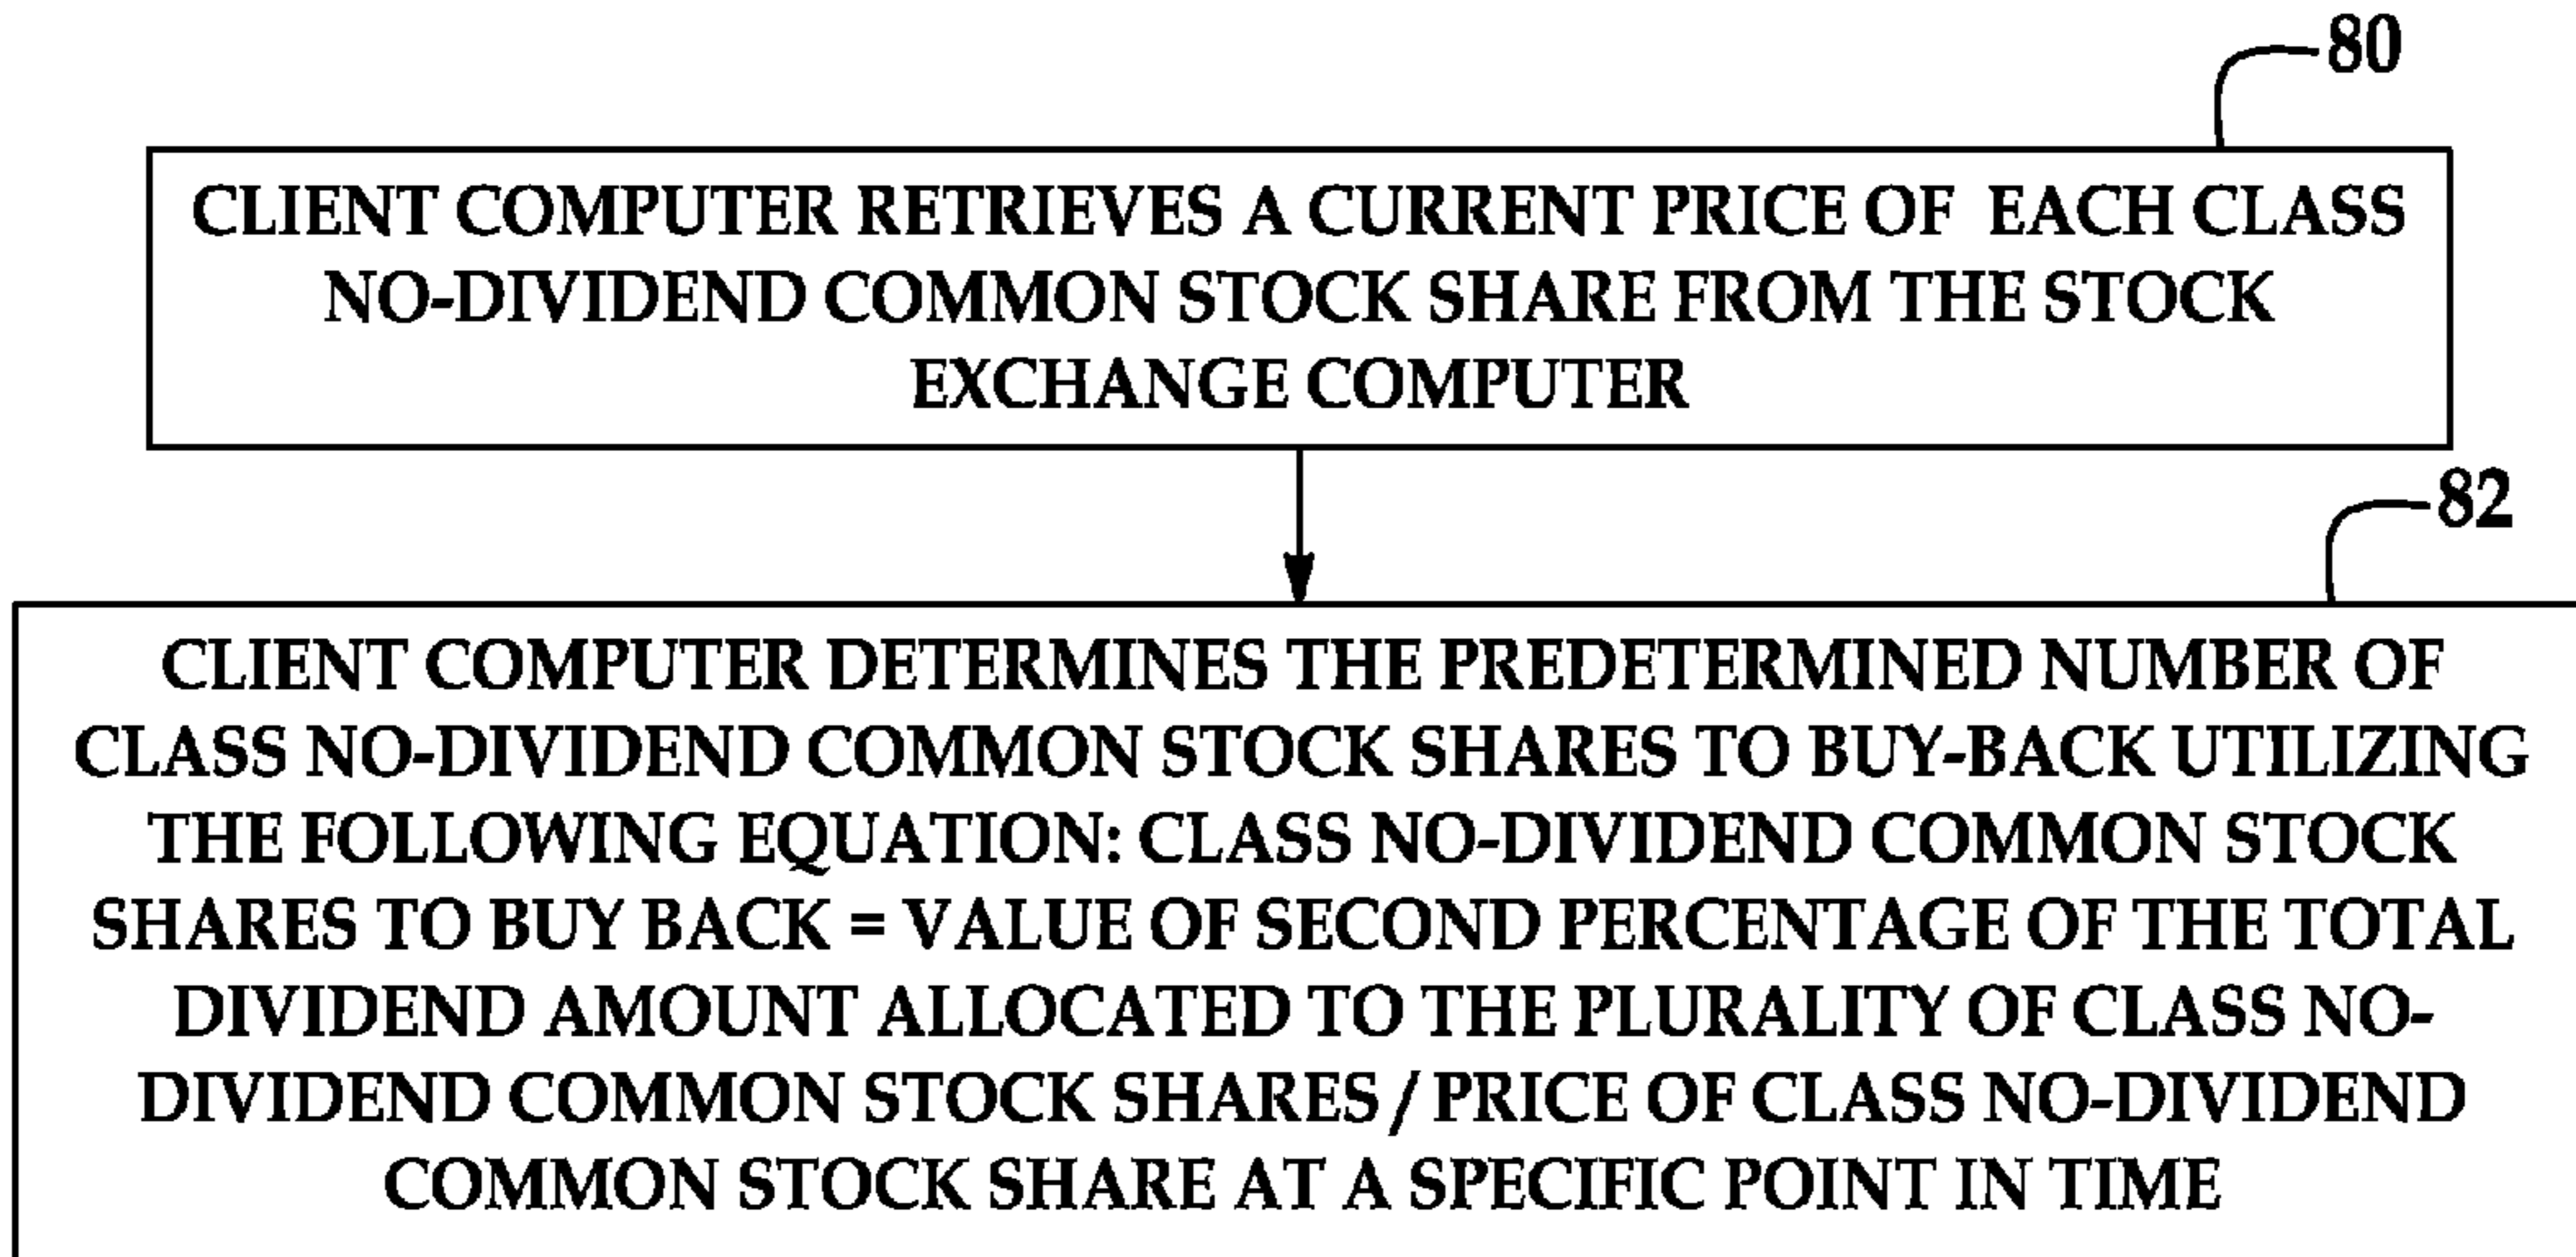 80
CLIENT COMPUTER RETRIEVES A CURRENT PRICE OF EACH CLASS
NO-DIVIDEND COMMON STOCK SHARE FROM THE STOCK
EXCHANGE COMPUTER
82
CLIENT COMPUTER DETERMINES THE PREDETERMINED NUMBER OF
CLASS NO-DIVIDEND COMMON STOCK SHARES TO BUY-BACK UTILIZING
THE FOLLOWING EQUATION: CLASS NO-DIVIDEND COMMON STOCK
SHARES TO BUY BACK = VALUE OF SECOND PERCENTAGE OF THE TOTAL
DIVIDEND AMOUNT ALLOCATED TO THE PLURALITY OF CLASS NO-
DIVIDEND COMMON STOCK SHARES / PRICE OF CLASS NO-DIVIDEND
COMMON STOCK SHARE AT A SPECIFIC POINT IN TIME